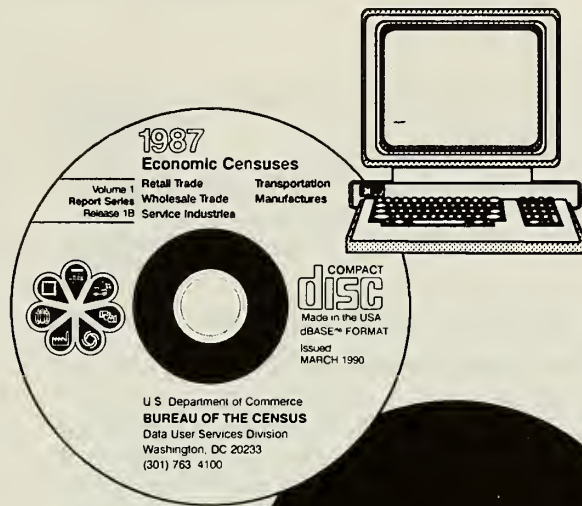 1987
Economic Censuses
Volume 1
Report Series
Release 1B
Retail Trade
Wholesale Trade
Service Industries
Transportation
Manufactures
COMPACT
disc
Made in the USA
dBASE™ FORMAT
Issued
MARCH 1990
U S Department of Commerce
BUREAU OF THE CENSUS
Data User Services Division
Washington, DC 20233
(301) 763 4100